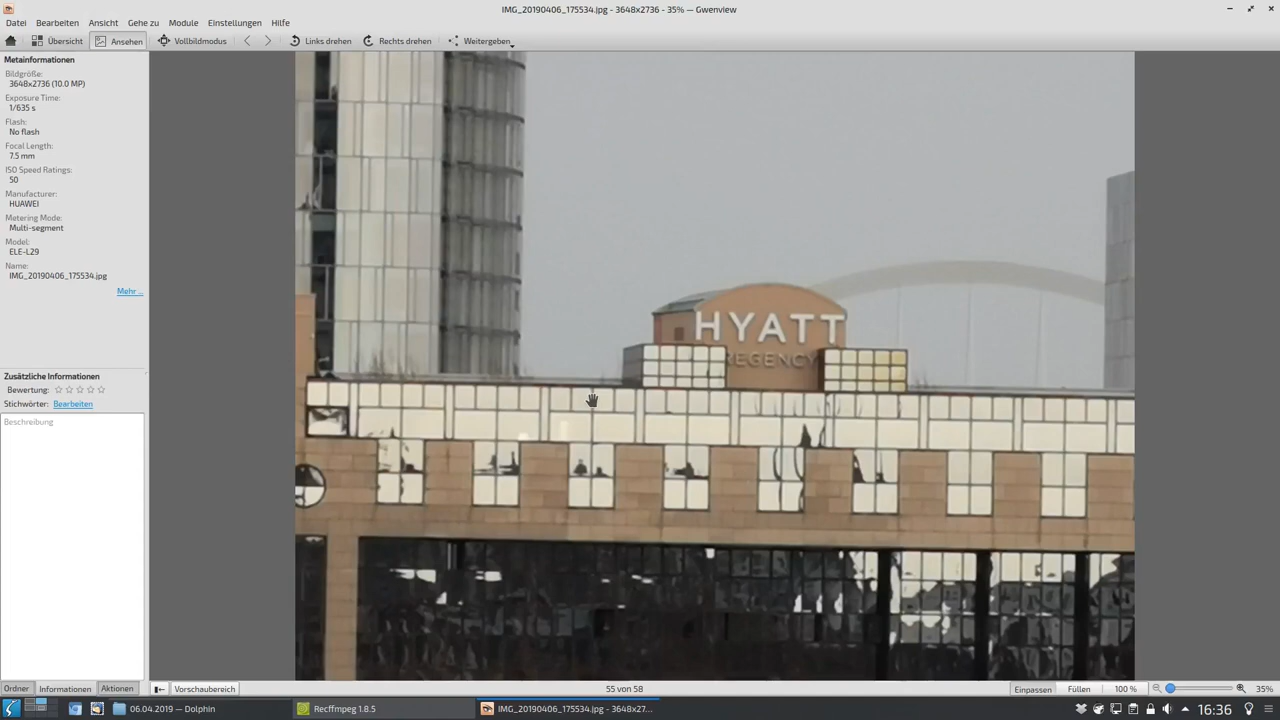 IMG_20190406_175534.jpg - 3648x2736 - 35% — Gwenview
Datei Bearbeiten Ansicht Gehe zu Module Einstellungen Hilfe
Übersicht Ansehen Vollbildmodus Links drehen Rechts drehen Weitergeben
Metainformationen
Bildgröße:
3648x2736 (10.0 MP)
Exposure Time:
1/635 s
Flash:
No flash
Focal Length:
7.5 mm
ISO Speed Ratings:
50
Manufacturer:
HUAWEI
Metering Mode:
Multi-segment
Model:
ELE-L29
Name:
IMG_20190406_175534.jpg
Mehr ...
HYATT
REGENCY
Zusätzliche Informationen
Bewertung:
Stichwörter: Bearbeiten
Beschreibung
Ordner Informationen Aktionen Vorschaubereich 55 von 58 Einpassen Füllen 100 % 35%
06.04.2019 — Dolphin Recffmpeg 1.8.5 IMG_20190406_175534.jpg - 3648x27... 16:36